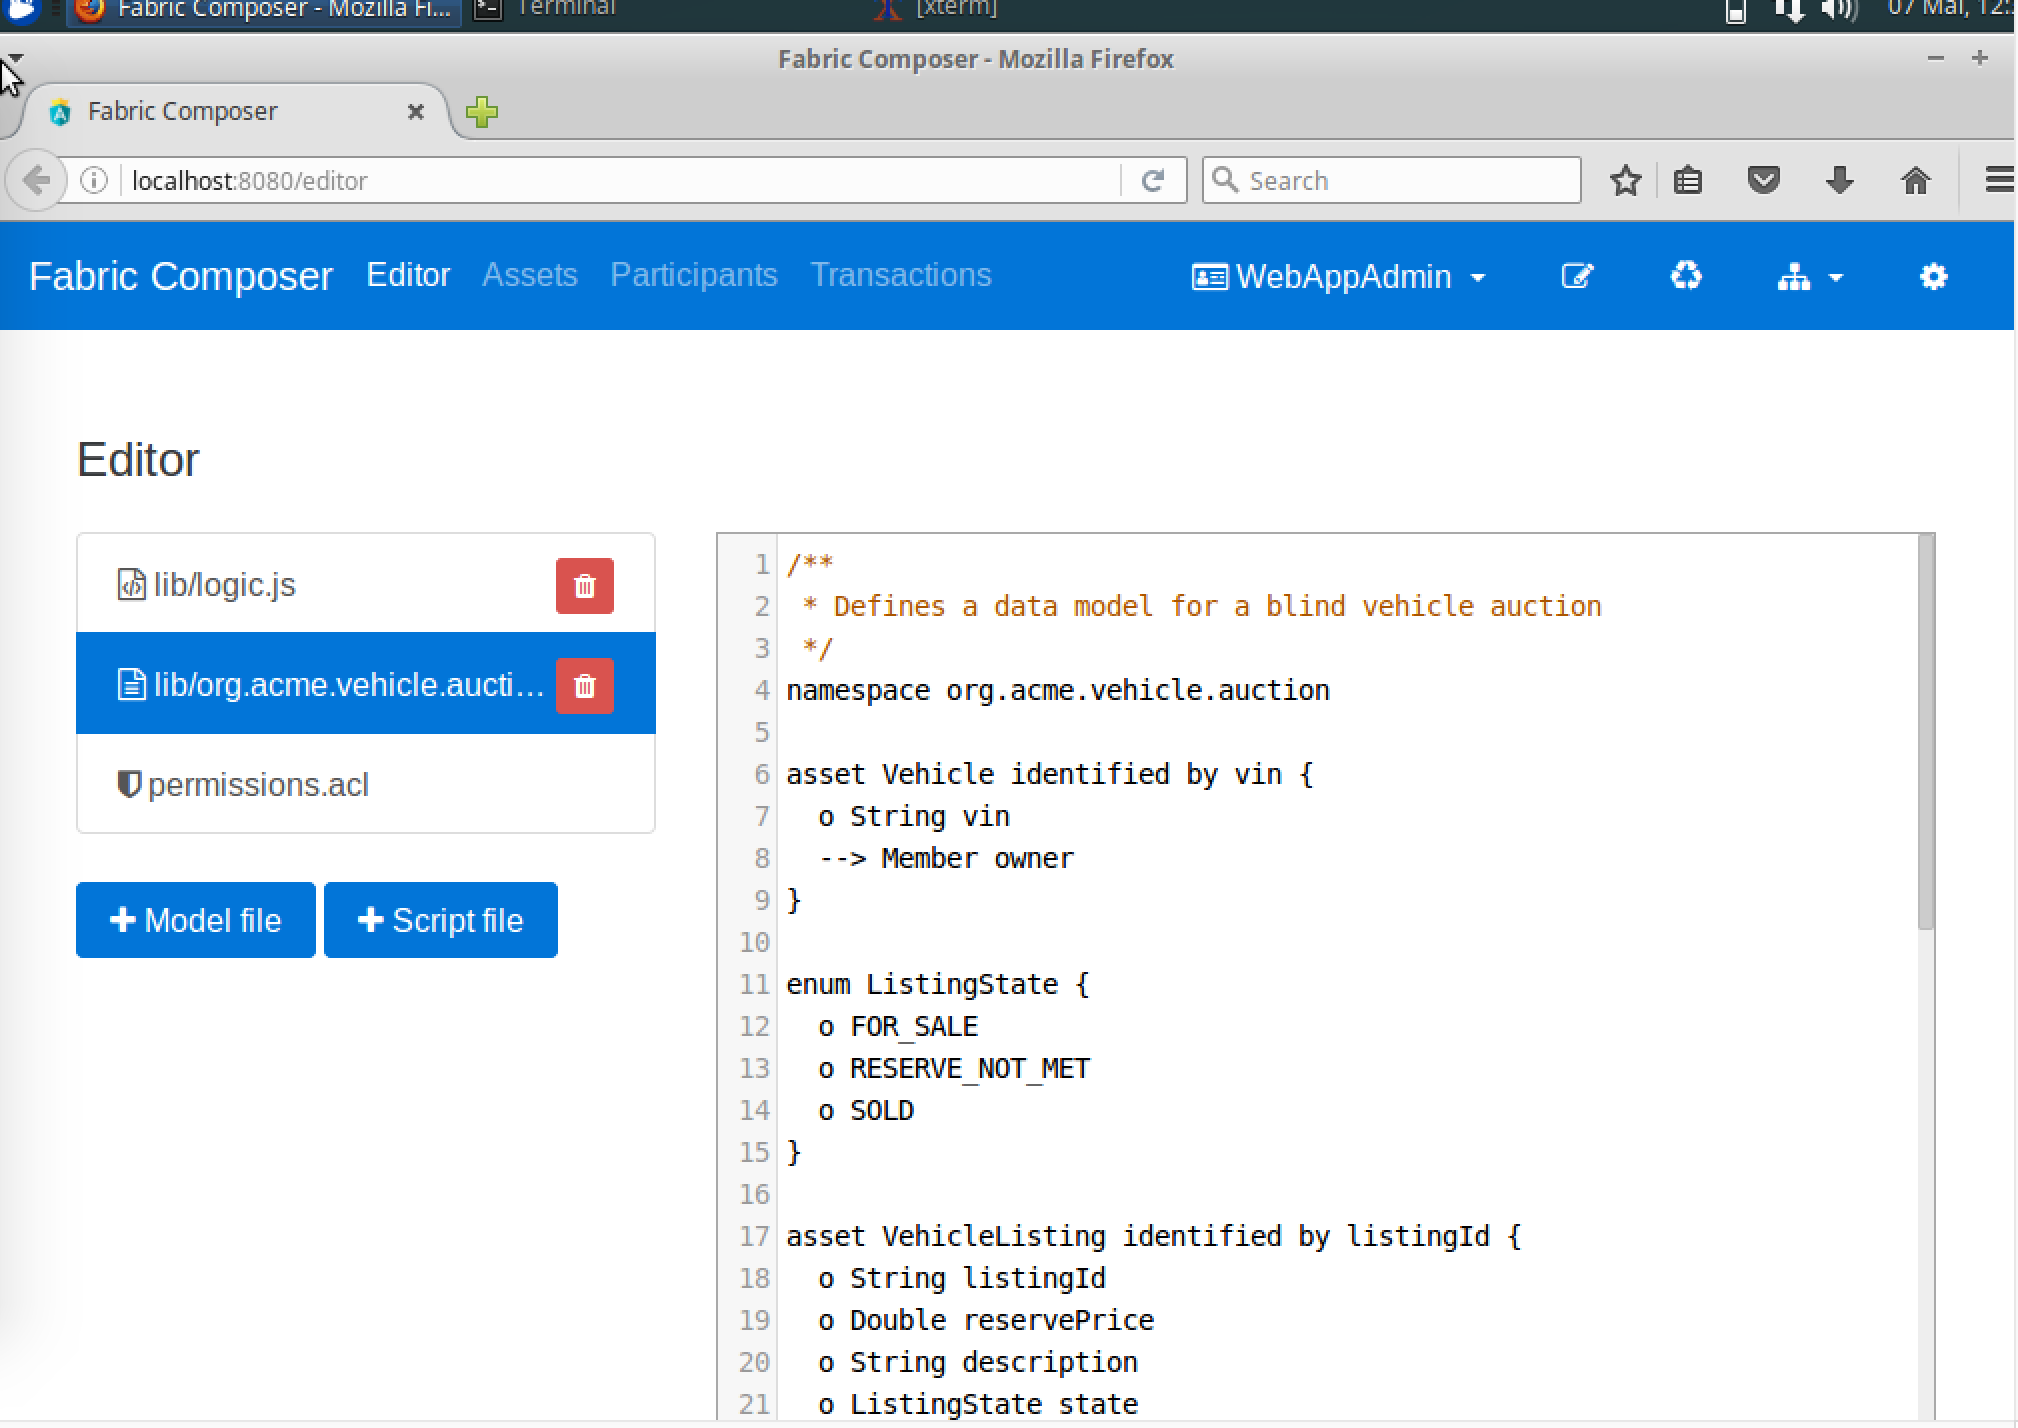 Fabric Composer - Mozilla Fi... Terminal [xterm] 07 Mai, 12:
Fabric Composer - Mozilla Firefox
Fabric Composer
localhost:8080/editor Search
Fabric Composer Editor Assets Participants Transactions WebAppAdmin
Editor
lib/logic.js
lib/org.acme.vehicle.aucti...
permissions.acl
Model file Script file
1 /**
2 * Defines a data model for a blind vehicle auction
3 */
4 namespace org.acme.vehicle.auction
5
6 asset Vehicle identified by vin {
7 o String vin
8 --> Member owner
9 }
10
11 enum ListingState {
12 o FOR_SALE
13 o RESERVE_NOT_MET
14 o SOLD
15 }
16
17 asset VehicleListing identified by listingId {
18 o String listingId
19 o Double reservePrice
20 o String description
21 o ListingState state